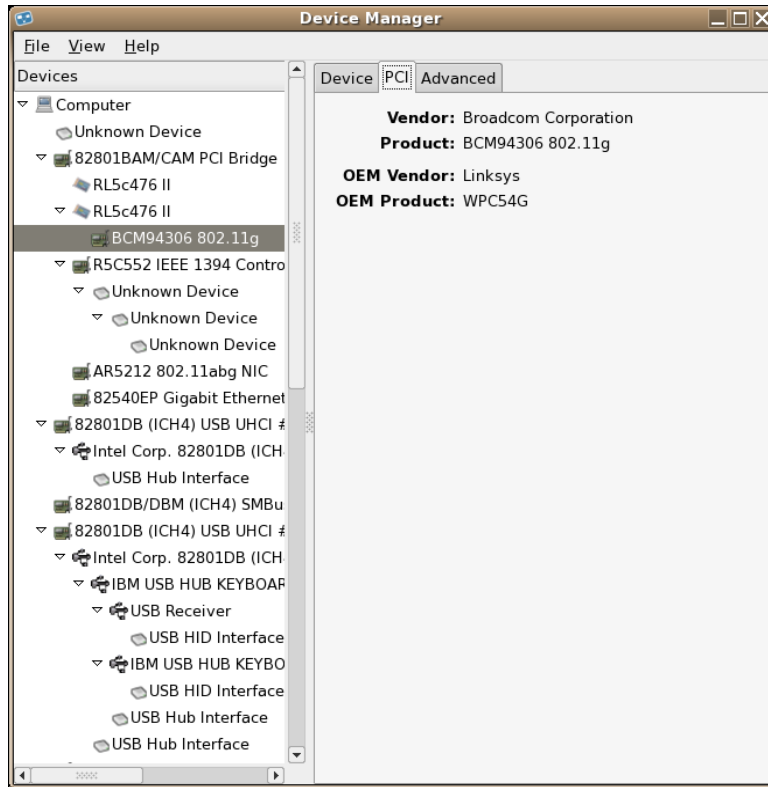 Device Manager
File View Help
Devices
Computer
Unknown Device
82801BAM/CAM PCI Bridge
RL5c476 II
RL5c476 II
BCM94306 802.11g
R5C552 IEEE 1394 Contro
Unknown Device
Unknown Device
Unknown Device
AR5212 802.11abg NIC
82540EP Gigabit Ethernet
82801DB (ICH4) USB UHCI #
Intel Corp. 82801DB (ICH
USB Hub Interface
82801DB/DBM (ICH4) SMBu
82801DB (ICH4) USB UHCI #
Intel Corp. 82801DB (ICH
IBM USB HUB KEYBOAR
USB Receiver
USB HID Interface
IBM USB HUB KEYBO
USB HID Interface
USB Hub Interface
USB Hub Interface
Device PCI Advanced
Vendor: Broadcom Corporation
Product: BCM94306 802.11g
OEM Vendor: Linksys
OEM Product: WPC54G